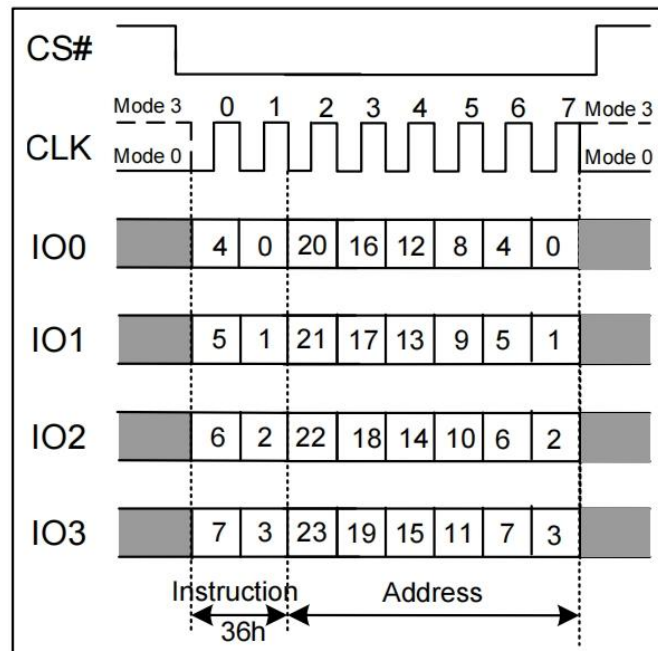 CS#
Mode 3 0 1 2 3 4 5 6 7 Mode 3
CLK
Mode 0 Mode 0
IO0 4 0 20 16 12 8 4 0
IO1 5 1 21 17 13 9 5 1
IO2 6 2 22 18 14 10 6 2
IO3 7 3 23 19 15 11 7 3
Instruction Address
36h